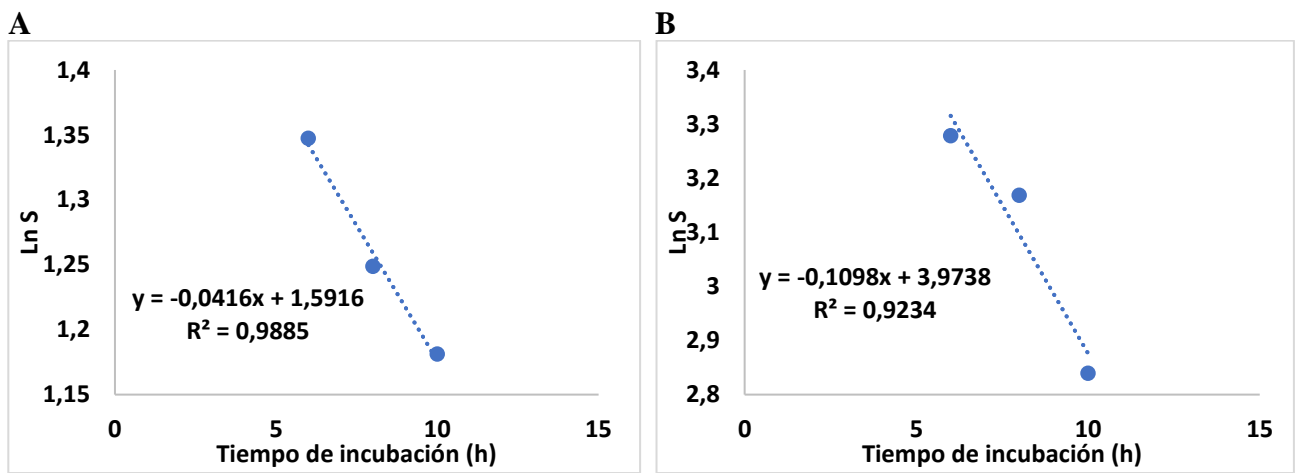 A
1,4
1,35
1,3
1,25
1,2
1,15
Ln S
y = -0,0416x + 1,5916
R² = 0,9885
0
5
10
15
Tiempo de incubación (h)
B
3,4
3,3
3,2
3,1
3
2,9
2,8
Ln S
y = -0,1098x + 3,9738
R² = 0,9234
0
5
10
15
Tiempo de incubación (h)